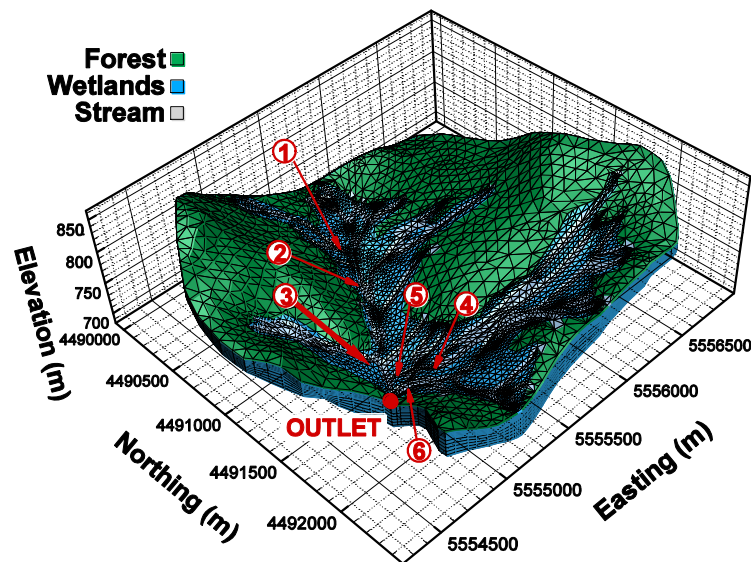 Forest
Wetlands
Stream
1
2
3
5
4
6
OUTLET
Elevation (m)
850
800
750
700
Northing (m)
4490000
4490500
4491000
4491500
4492000
Easting (m)
5554500
5555000
5555500
5556000
5556500